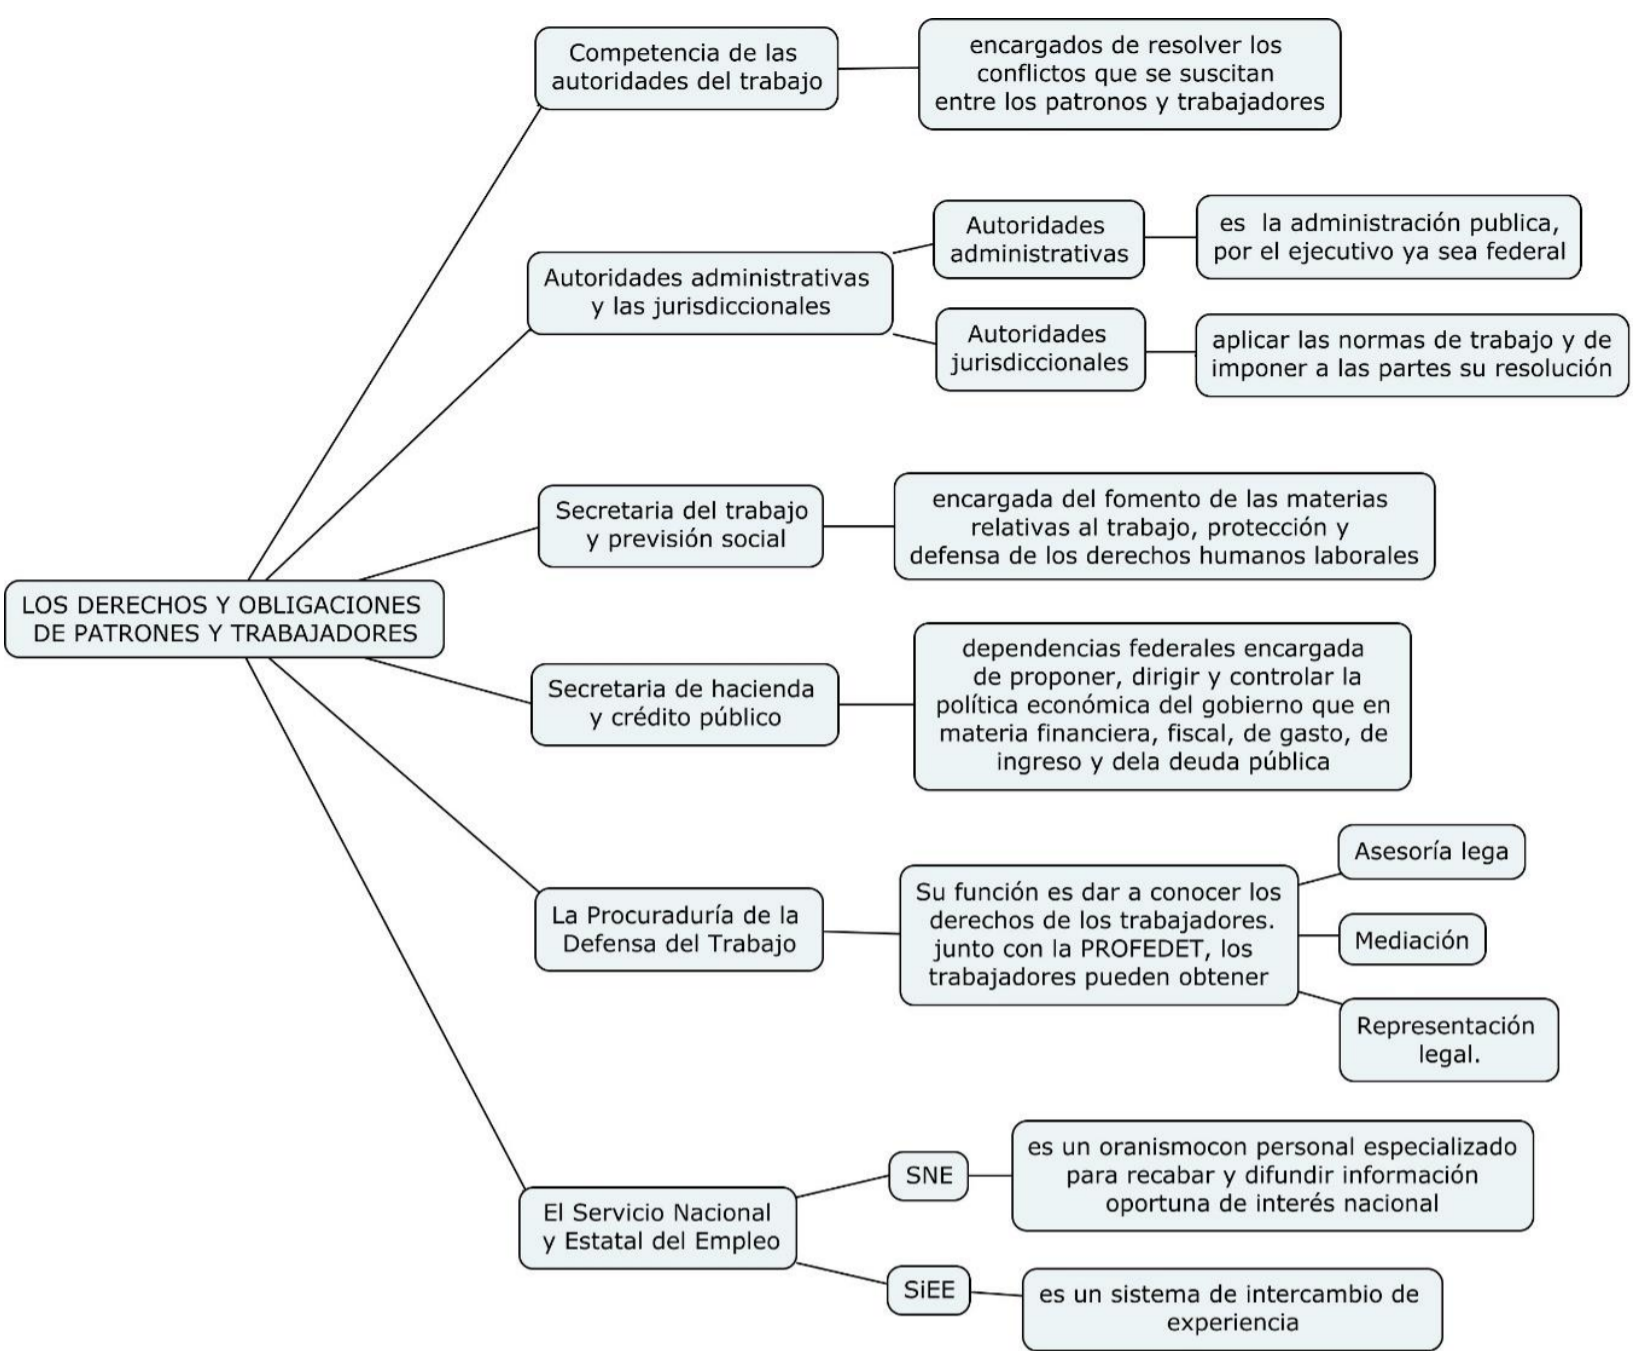 Competencia de las
autoridades del trabajo
encargados de resolver los
conflictos que se suscitan
entre los patronos y trabajadores
Autoridades administrativas
y las jurisdiccionales
Autoridades
administrativas
es la administración publica,
por el ejecutivo ya sea federal
Autoridades
jurisdiccionales
aplicar las normas de trabajo y de
imponer a las partes su resolución
Secretaria del trabajo
y previsión social
encargada del fomento de las materias
relativas al trabajo, protección y
defensa de los derechos humanos laborales
LOS DERECHOS Y OBLIGACIONES
DE PATRONES Y TRABAJADORES
Secretaria de hacienda
y crédito público
dependencias federales encargada
de proponer, dirigir y controlar la
política económica del gobierno que en
materia financiera, fiscal, de gasto, de
ingreso y dela deuda pública
La Procuraduría de la
Defensa del Trabajo
Su función es dar a conocer los
derechos de los trabajadores.
junto con la PROFEDET, los
trabajadores pueden obtener
Asesoría lega
Mediación
Representación
legal.
El Servicio Nacional
y Estatal del Empleo
SNE
es un oranismocon personal especializado
para recabar y difundir información
oportuna de interés nacional
SiEE
es un sistema de intercambio de
experiencia